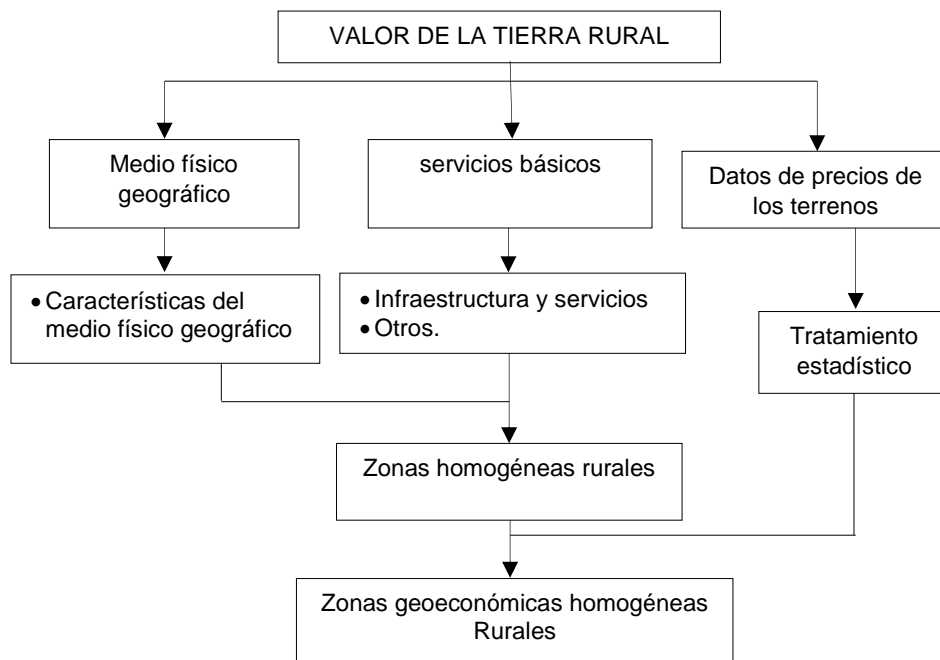 VALOR DE LA TIERRA RURAL
Medio físico
geográfico
servicios básicos
Datos de precios de
los terrenos
• Características del
medio físico geográfico
• Infraestructura y servicios
• Otros.
Tratamiento
estadístico
Zonas homogéneas rurales
Zonas geoeconómicas homogéneas
Rurales